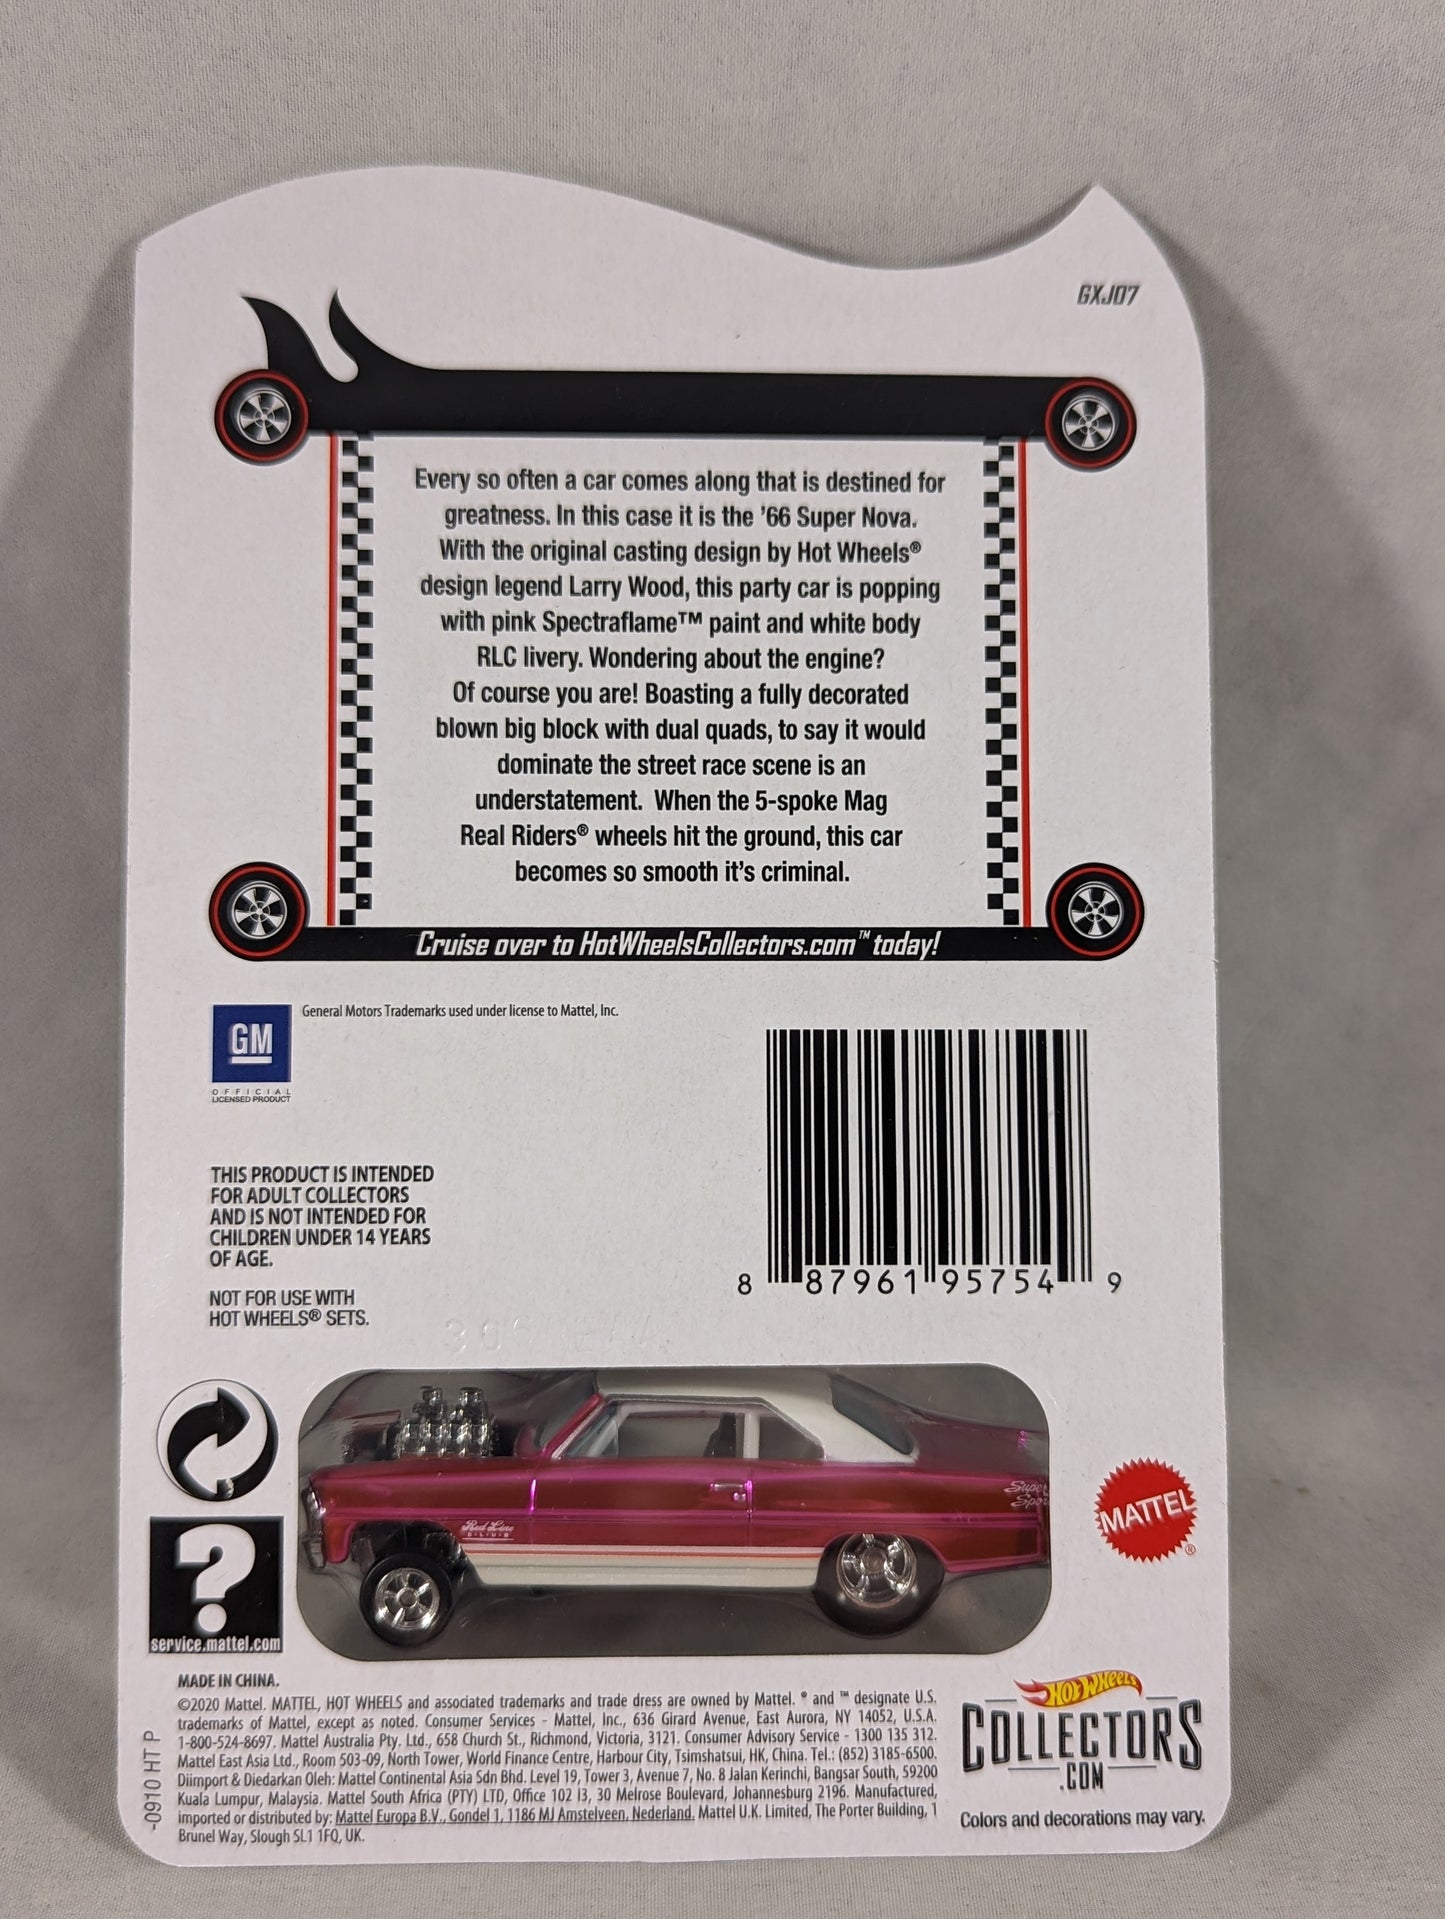 GXJ07
Every so often a car comes along that is destined for
greatness. In this case it is the '66 Super Nova.
With the original casting design by Hot Wheels®
design legend Larry Wood, this party car is popping
with pink Spectraflame™ paint and white body
RLC livery. Wondering about the engine?
Of course you are! Boasting a fully decorated
blown big block with dual quads, to say it would
dominate the street race scene is an
understatement. When the 5-spoke Mag
Real Riders® wheels hit the ground, this car
becomes so smooth it's criminal.
Cruise over to HotWheelsCollectors.com™ today!
GM
OFFICIAL
LICENSED PRODUCT
General Motors Trademarks used under license to Mattel, Inc.
THIS PRODUCT IS INTENDED
FOR ADULT COLLECTORS
AND IS NOT INTENDED FOR
CHILDREN UNDER 14 YEARS
OF AGE.
NOT FOR USE WITH
HOT WHEELS® SETS.
8 87961 95754 9
Super
Red Line
CLUB
MATTEL®
?
service.mattel.com
MADE IN CHINA.
©2020 Mattel. MATTEL, HOT WHEELS and associated trademarks and trade dress are owned by Mattel. ® and ™ designate U.S.
trademarks of Mattel, except as noted. Consumer Services - Mattel, Inc., 636 Girard Avenue, East Aurora, NY 14052, U.S.A.
1-800-524-8697. Mattel Australia Pty. Ltd., 658 Church St., Richmond, Victoria, 3121. Consumer Advisory Service - 1300 135 312.
Mattel East Asia Ltd., Room 503-09, North Tower, World Finance Centre, Harbour City, Tsimshatsui, HK, China. Tel.: (852) 3185-6500.
Diimport & Diedarkan Oleh: Mattel Continental Asia Sdn Bhd. Level 19, Tower 3, Avenue 7, No. 8 Jalan Kerinchi, Bangsar South, 59200
Kuala Lumpur, Malaysia. Mattel South Africa (PTY) LTD, Office 102 I3, 30 Melrose Boulevard, Johannesburg 2196. Manufactured,
imported or distributed by: Mattel Europa B.V., Gondel 1, 1186 MJ Amstelveen, Nederland. Mattel U.K. Limited, The Porter Building, 1
Brunel Way, Slough SL1 1FQ, UK.
-0910 HT P
HOT WHEELS
COLLECTORS
.COM
Colors and decorations may vary.